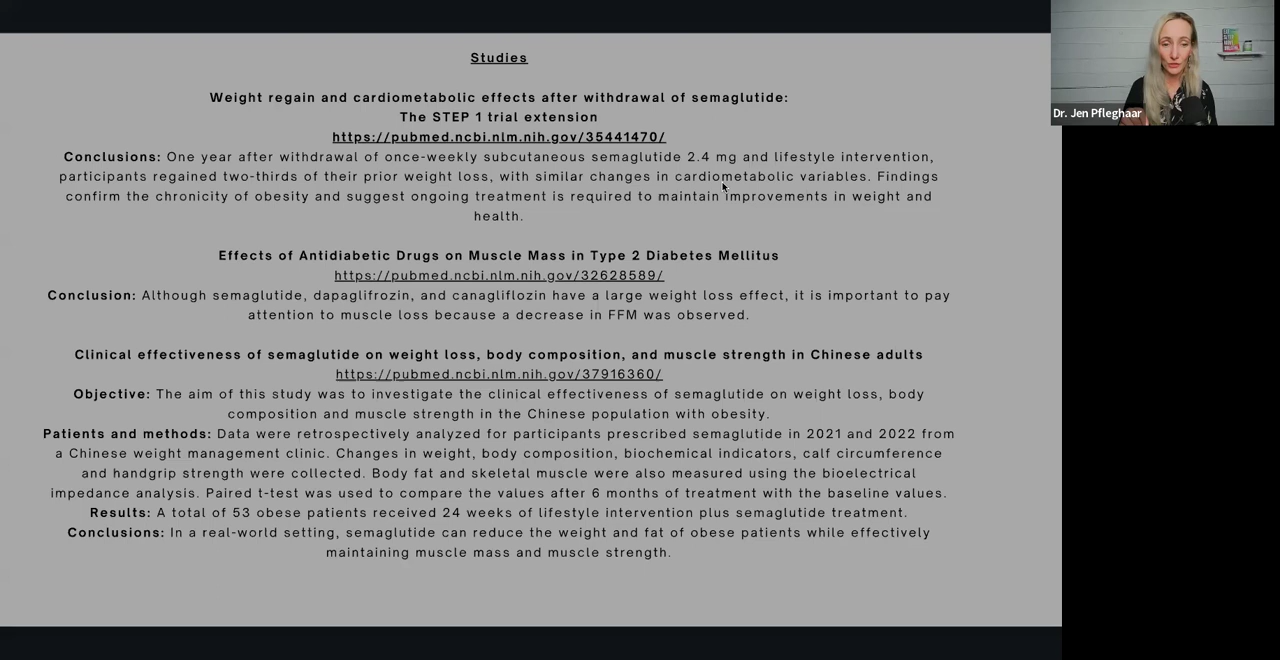 Studies
Weight regain and cardiometabolic effects after withdrawal of semaglutide:
The STEP 1 trial extension
https://pubmed.ncbi.nlm.nih.gov/35441470/
Conclusions: One year after withdrawal of once-weekly subcutaneous semaglutide 2.4 mg and lifestyle intervention,
participants regained two-thirds of their prior weight loss, with similar changes in cardiometabolic variables. Findings
confirm the chronicity of obesity and suggest ongoing treatment is required to maintain improvements in weight and
health.
Effects of Antidiabetic Drugs on Muscle Mass in Type 2 Diabetes Mellitus
https://pubmed.ncbi.nlm.nih.gov/32628589/
Conclusion: Although semaglutide, dapaglifrozin, and canagliflozin have a large weight loss effect, it is important to pay
attention to muscle loss because a decrease in FFM was observed.
Clinical effectiveness of semaglutide on weight loss, body composition, and muscle strength in Chinese adults
https://pubmed.ncbi.nlm.nih.gov/37916360/
Objective: The aim of this study was to investigate the clinical effectiveness of semaglutide on weight loss, body
composition and muscle strength in the Chinese population with obesity.
Patients and methods: Data were retrospectively analyzed for participants prescribed semaglutide in 2021 and 2022 from
a Chinese weight management clinic. Changes in weight, body composition, biochemical indicators, calf circumference
and handgrip strength were collected. Body fat and skeletal muscle were also measured using the bioelectrical
impedance analysis. Paired t-test was used to compare the values after 6 months of treatment with the baseline values.
Results: A total of 53 obese patients received 24 weeks of lifestyle intervention plus semaglutide treatment.
Conclusions: In a real-world setting, semaglutide can reduce the weight and fat of obese patients while effectively
maintaining muscle mass and muscle strength.
Dr. Jen Pfleghaar